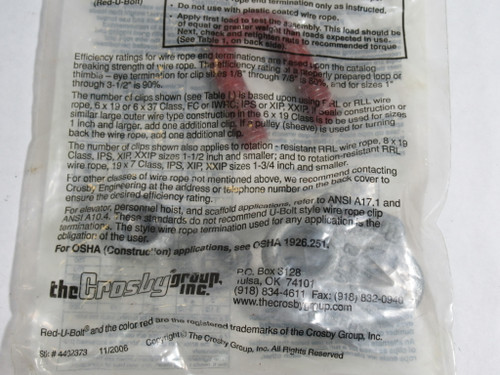 (Red-U-Bolt)
rope end termination only as instructed.
• Do not use with plastic coated wire rope.
• Apply first load to test the assembly. This load should be
of equal or greater weight than loads expected to use.
Next, check and retighten nuts to recommended torque
(See Table 1, on back side).
Efficiency ratings for wire rope end terminations are based upon the catalog
breaking strength of wire rope. The efficiency rating of a properly prepared loop or
thimble – eye termination for clip sizes 1/8" through 7/8" is 80%, and for sizes 1"
through 3-1/2" is 90%.
The number of clips shown (see Table 1) is based upon using RRL or RLL wire
rope, 6 x 19 or 6 x 37 Class, FC or IWRC, IPS or XIP, XXIP. If Seale construction or
similar large outer wire type construction in the 6 x 19 Class is to be used for sizes
1 inch and larger, add one additional clip. If a pulley (sheave) is used for turning
back the wire rope, add one additional clip.
The number of clips shown also applies to rotation - resistant RRL wire rope, 8 x 19
Class, IPS, XIP, XXIP sizes 1-1/2 inch and smaller; and to rotation-resistant RRL
wire rope, 19 x 7 Class, IPS, XIP, XXIP sizes 1-3/4 inch and smaller.
For other classes of wire rope not mentioned above, we recommend contacting
Crosby Engineering at the address or telephone number on the back cover to
ensure the desired efficiency rating.
For elevator, personnel hoist, and scaffold applications, refer to ANSI A17.1 and
ANSI A10.4. These standards do not recommend U-Bolt style wire rope clip
terminations. The style wire rope termination used for any application is the
obligation of the user.
For OSHA (Construction) applications, see OSHA 1926.251.
the Crosby group, inc.
P.O. Box 3128
Tulsa, OK 74101
(918) 834-4611 Fax: (918) 832-0940
www.thecrosbygroup.com
Red-U-Bolt® and the color red are the registered trademarks of the Crosby Group, Inc.
11/2006 Copyright© The Crosby Group, Inc. All Rights Reserved